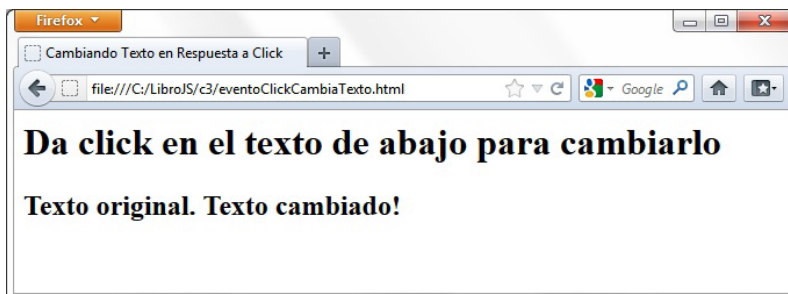 Firefox
Cambiando Texto en Respuesta a Click
file:///C:/LibroJS/c3/eventoClickCambiaTexto.html
Google
Da click en el texto de abajo para cambiarlo
Texto original. Texto cambiado!